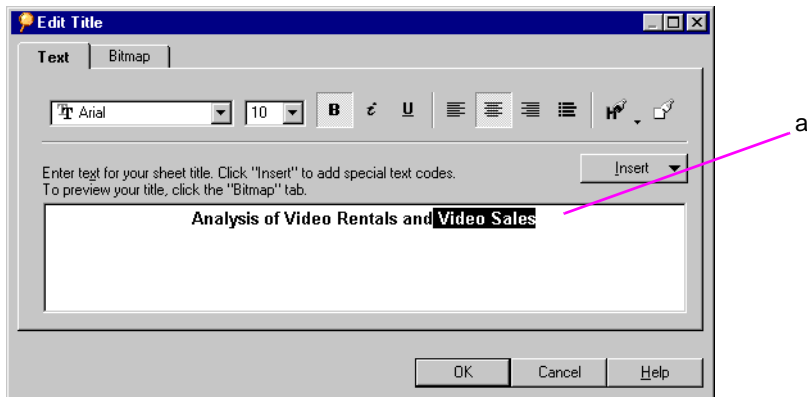 Edit Title
Text Bitmap
Arial 10 B i U
a
Enter text for your sheet title. Click "Insert" to add special text codes.
To preview your title, click the "Bitmap" tab.
Insert
Analysis of Video Rentals and Video Sales
OK Cancel Help